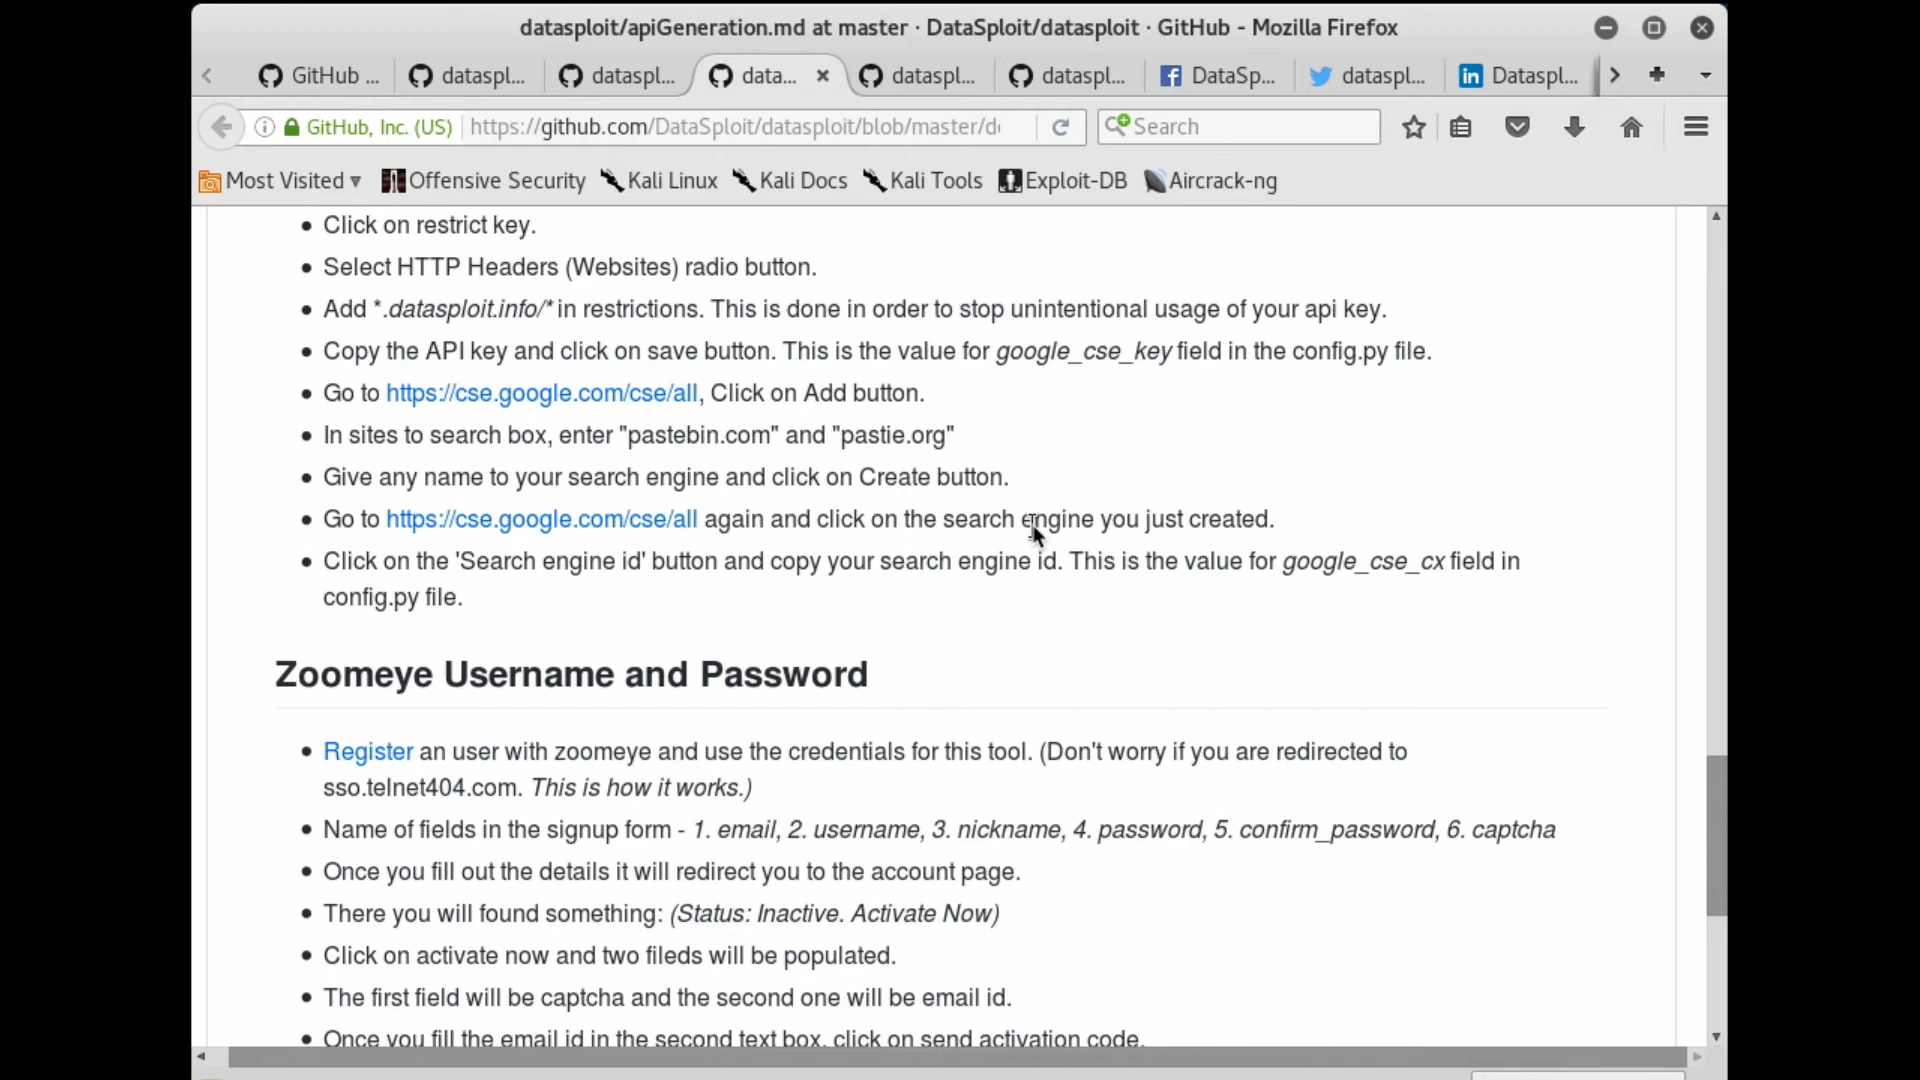 datasploit/apiGeneration.md at master · DataSploit/datasploit · GitHub - Mozilla Firefox
GitHub ... dataspl... dataspl... data... dataspl... dataspl... DataSp... dataspl... Dataspl...
GitHub, Inc. (US) https://github.com/DataSploit/datasploit/blob/master/d Search
Most Visited Offensive Security Kali Linux Kali Docs Kali Tools Exploit-DB Aircrack-ng
Click on restrict key.
Select HTTP Headers (Websites) radio button.
Add *.datasploit.info/* in restrictions. This is done in order to stop unintentional usage of your api key.
Copy the API key and click on save button. This is the value for google_cse_key field in the config.py file.
Go to https://cse.google.com/cse/all, Click on Add button.
In sites to search box, enter "pastebin.com" and "pastie.org"
Give any name to your search engine and click on Create button.
Go to https://cse.google.com/cse/all again and click on the search engine you just created.
Click on the 'Search engine id' button and copy your search engine id. This is the value for google_cse_cx field in
config.py file.
Zoomeye Username and Password
Register an user with zoomeye and use the credentials for this tool. (Don't worry if you are redirected to
sso.telnet404.com. This is how it works.)
Name of fields in the signup form - 1. email, 2. username, 3. nickname, 4. password, 5. confirm_password, 6. captcha
Once you fill out the details it will redirect you to the account page.
There you will found something: (Status: Inactive. Activate Now)
Click on activate now and two fileds will be populated.
The first field will be captcha and the second one will be email id.
Once you fill the email id in the second text box, click on send activation code.